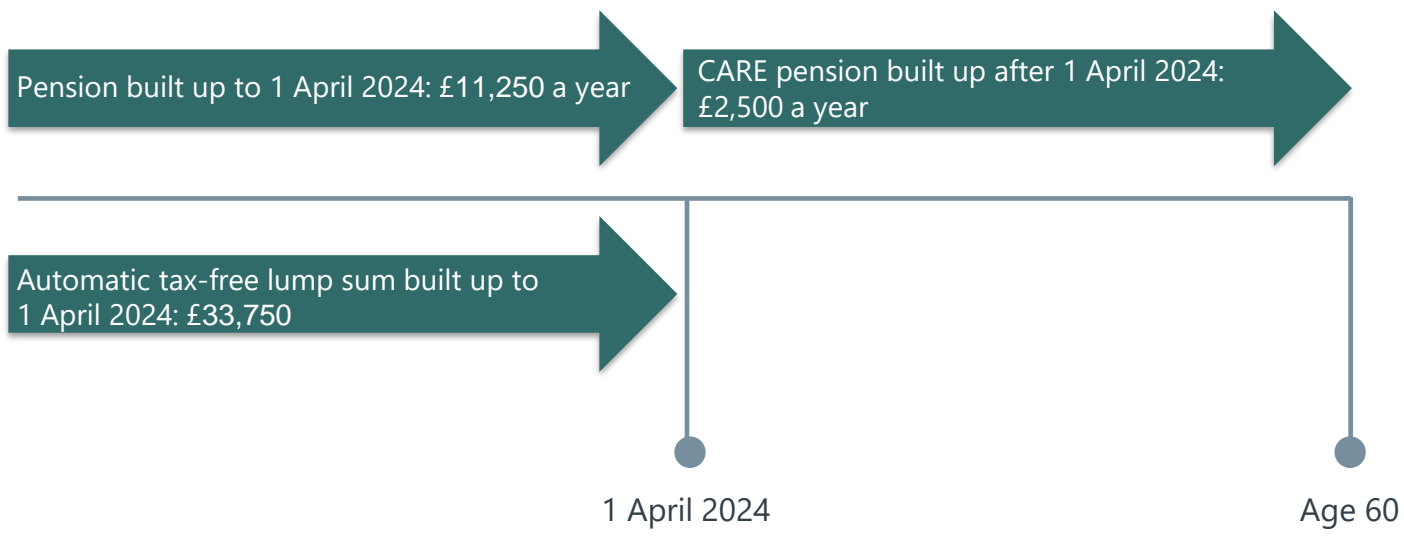 Pension built up to 1 April 2024: £11,250 a year
CARE pension built up after 1 April 2024:
£2,500 a year
Automatic tax-free lump sum built up to
1 April 2024: £33,750
1 April 2024
Age 60